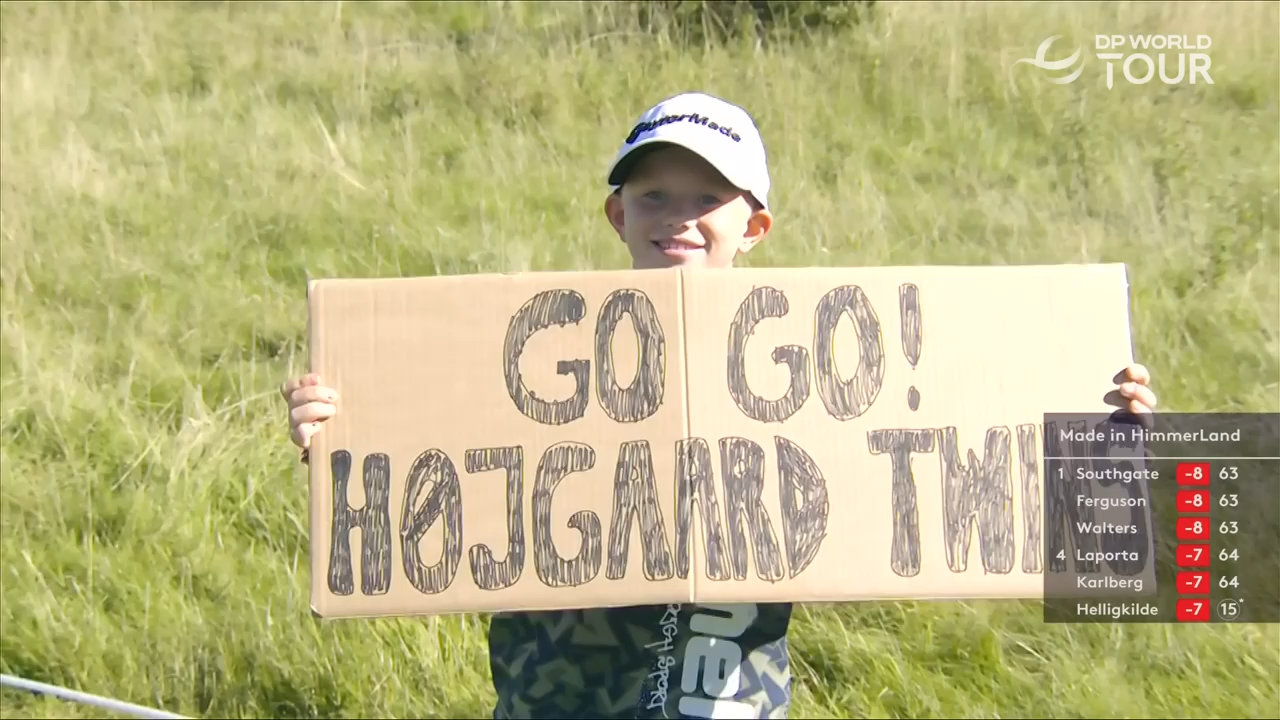 DP WORLD
TOUR
TaylorMade
GO GO!
HØJGAARD TWINS
Made in HimmerLand
1 Southgate -8 63
Ferguson -8 63
Walters -8 63
4 Laporta -7 64
Karlberg -7 64
Helligkilde -7 15*